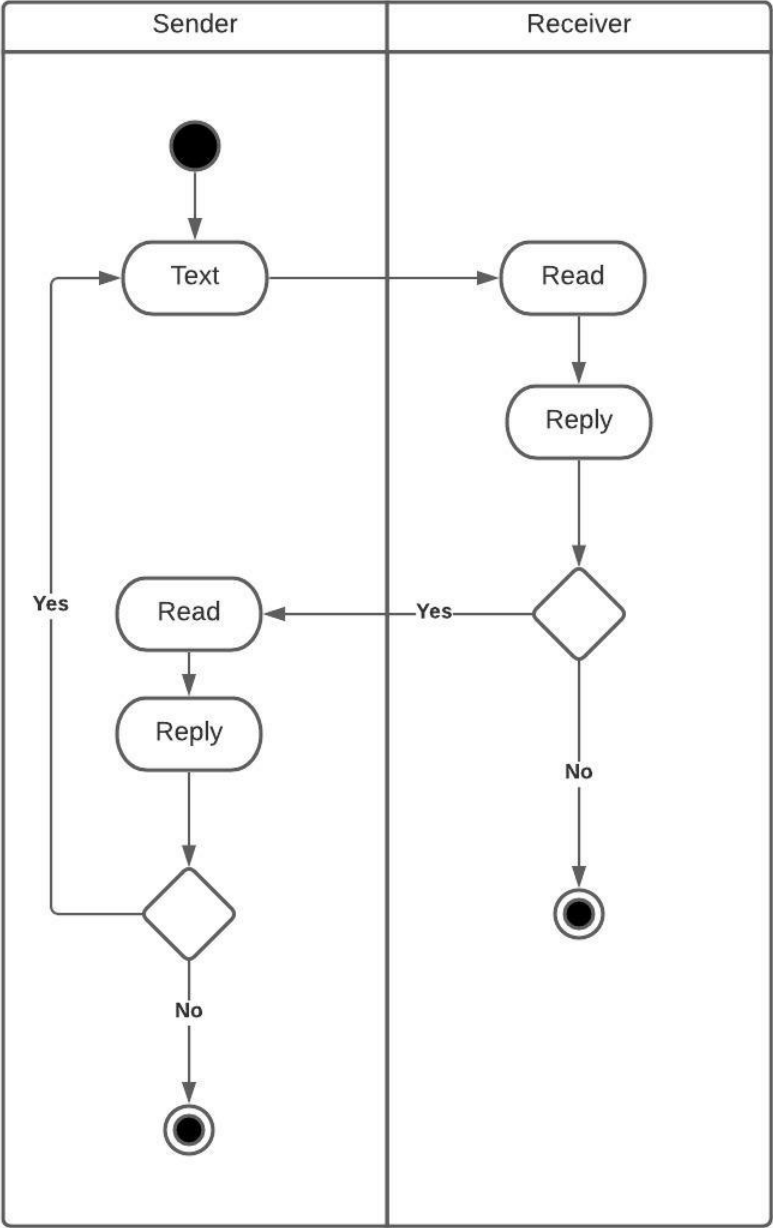 Sender
Receiver
Text
Read
Reply
Yes
Read
Yes
Reply
No
No